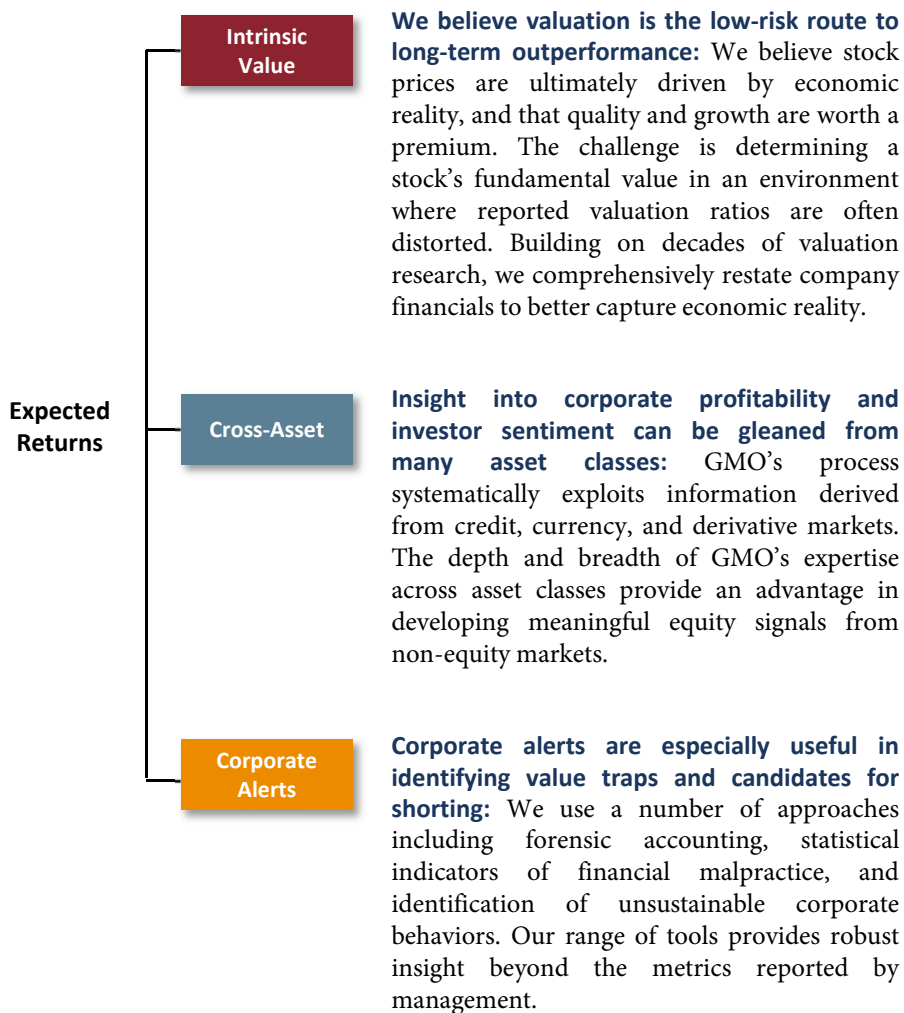 Expected
Returns
Intrinsic
Value
We believe valuation is the low-risk route to
long-term outperformance: We believe stock
prices are ultimately driven by economic
reality, and that quality and growth are worth a
premium. The challenge is determining a
stock’s fundamental value in an environment
where reported valuation ratios are often
distorted. Building on decades of valuation
research, we comprehensively restate company
financials to better capture economic reality.
Cross-Asset
Insight into corporate profitability and
investor sentiment can be gleaned from
many asset classes: GMO’s process
systematically exploits information derived
from credit, currency, and derivative markets.
The depth and breadth of GMO’s expertise
across asset classes provide an advantage in
developing meaningful equity signals from
non-equity markets.
Corporate
Alerts
Corporate alerts are especially useful in
identifying value traps and candidates for
shorting: We use a number of approaches
including forensic accounting, statistical
indicators of financial malpractice, and
identification of unsustainable corporate
behaviors. Our range of tools provides robust
insight beyond the metrics reported by
management.